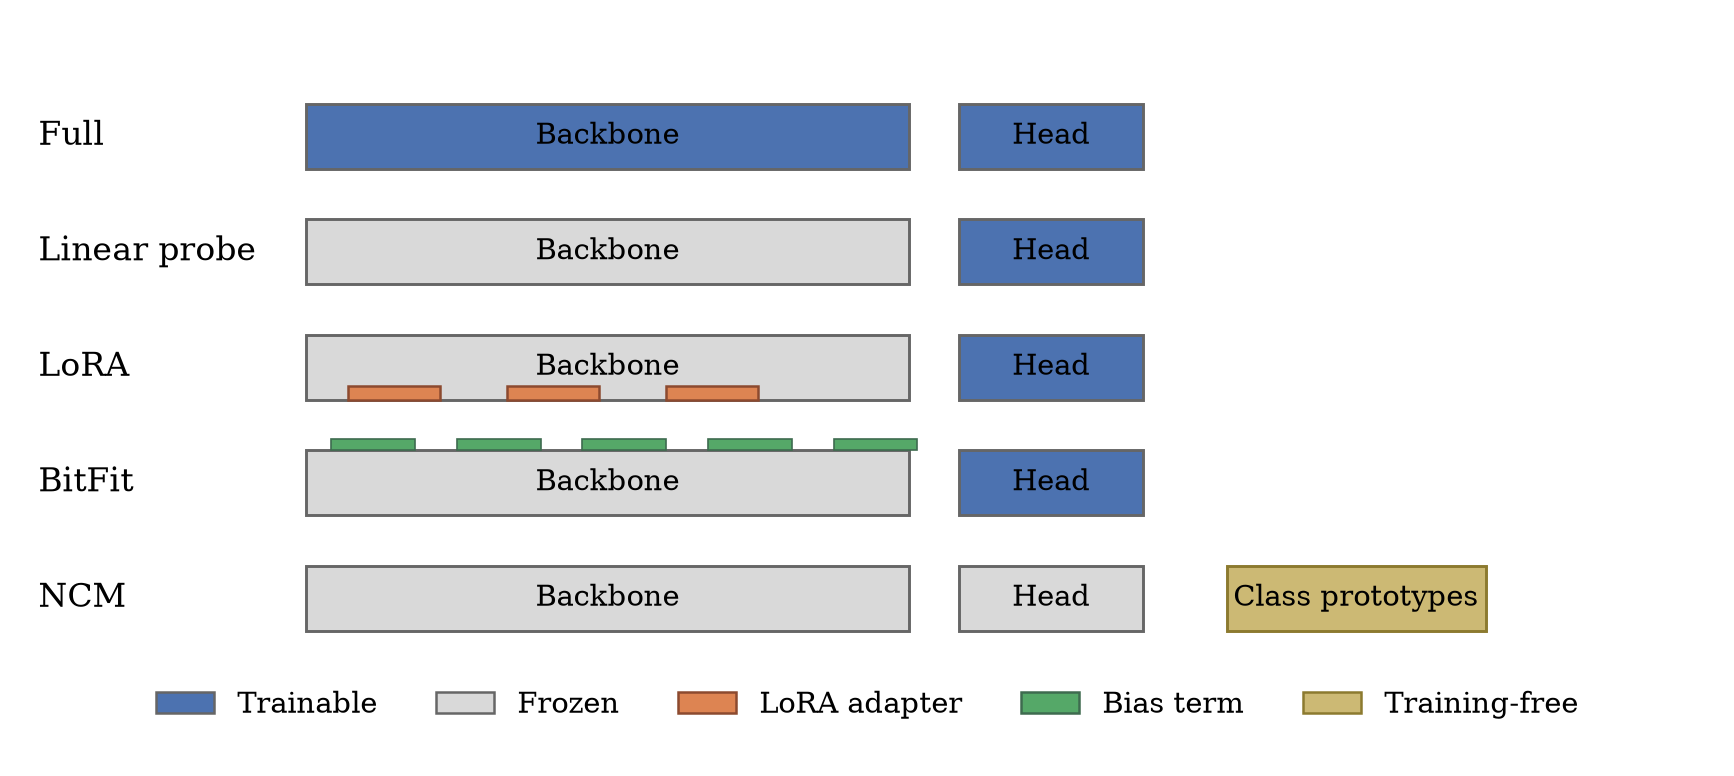 Full Backbone Head
Linear probe Backbone Head
LoRA Backbone Head
BitFit Backbone Head
NCM Backbone Head Class prototypes
Trainable Frozen LoRA adapter Bias term Training-free